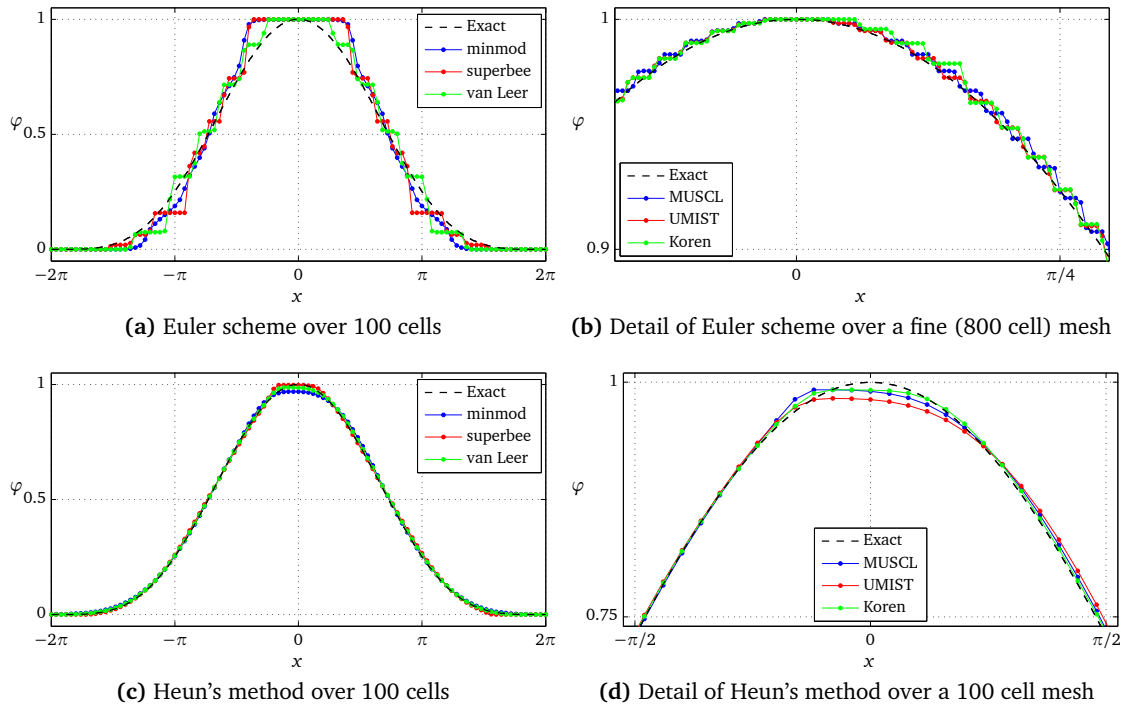 1
0.5
0
φ
−2π
−π
0
π
2π
x
Exact
minmod
superbee
van Leer
(a) Euler scheme over 100 cells
1
0.9
φ
0
π/4
x
Exact
MUSCL
UMIST
Koren
(b) Detail of Euler scheme over a fine (800 cell) mesh
1
0.5
0
φ
−2π
−π
0
π
2π
x
Exact
minmod
superbee
van Leer
(c) Heun's method over 100 cells
1
0.75
φ
−π/2
0
π/2
x
Exact
MUSCL
UMIST
Koren
(d) Detail of Heun's method over a 100 cell mesh